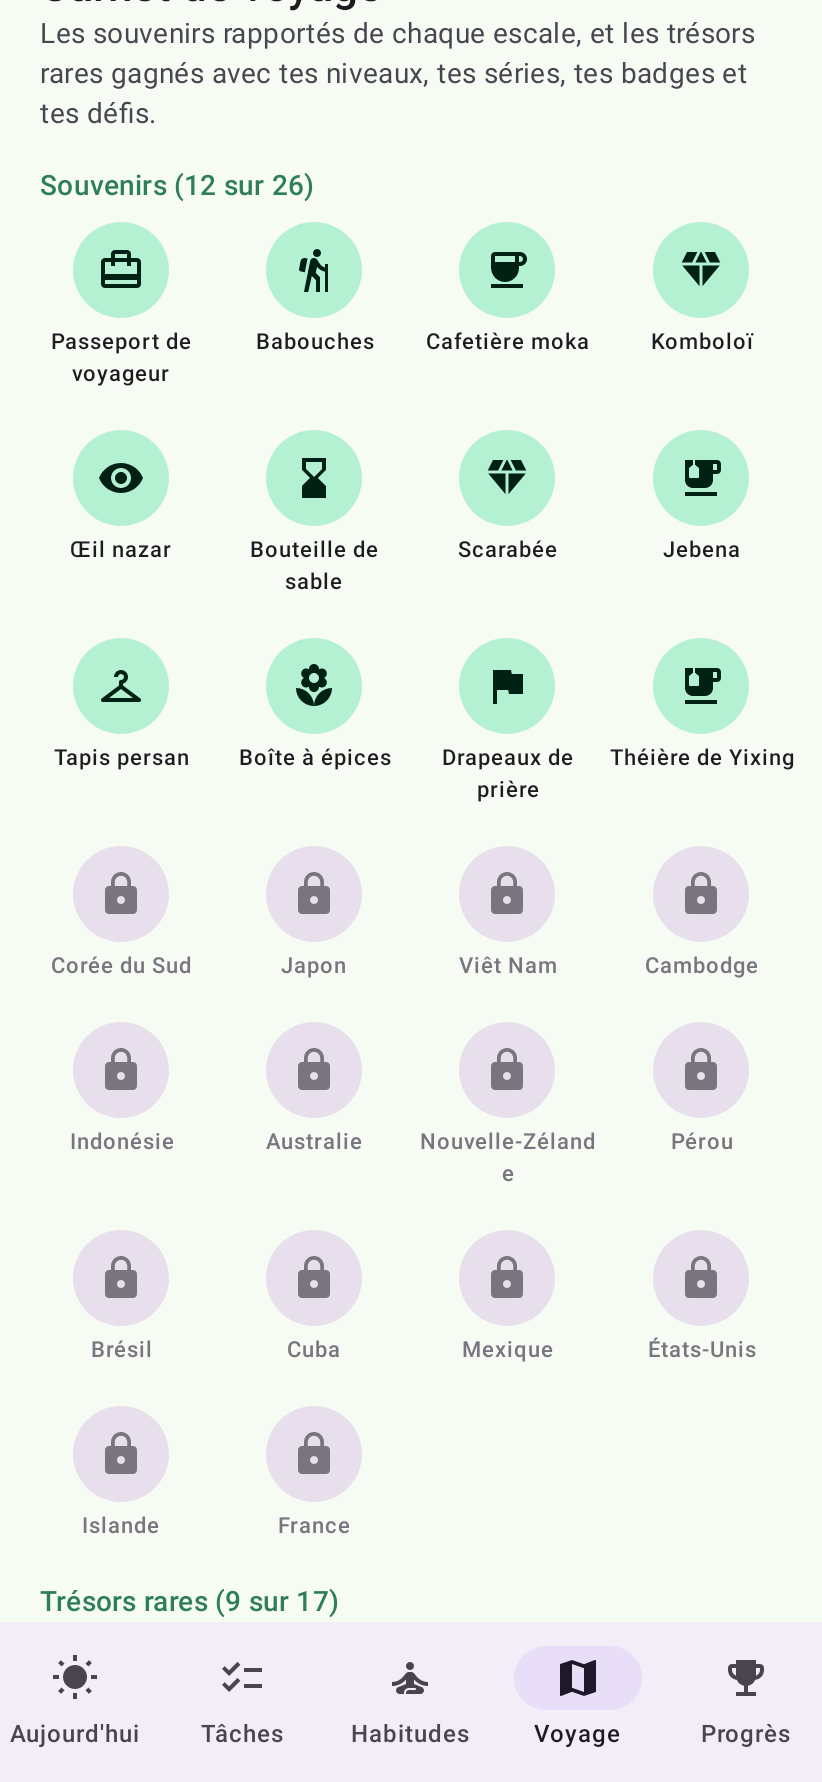 Carnet de voyage
Les souvenirs rapportés de chaque escale, et les trésors
rares gagnés avec tes niveaux, tes séries, tes badges et
tes défis.
Souvenirs (12 sur 26)
Passeport de
voyageur
Babouches
Cafetière moka
Komboloï
Œil nazar
Bouteille de
sable
Scarabée
Jebena
Tapis persan
Boîte à épices
Drapeaux de
prière
Théière de Yixing
Corée du Sud
Japon
Viêt Nam
Cambodge
Indonésie
Australie
Nouvelle-Zéland
e
Pérou
Brésil
Cuba
Mexique
États-Unis
Islande
France
Trésors rares (9 sur 17)
Aujourd'hui
Tâches
Habitudes
Voyage
Progrès